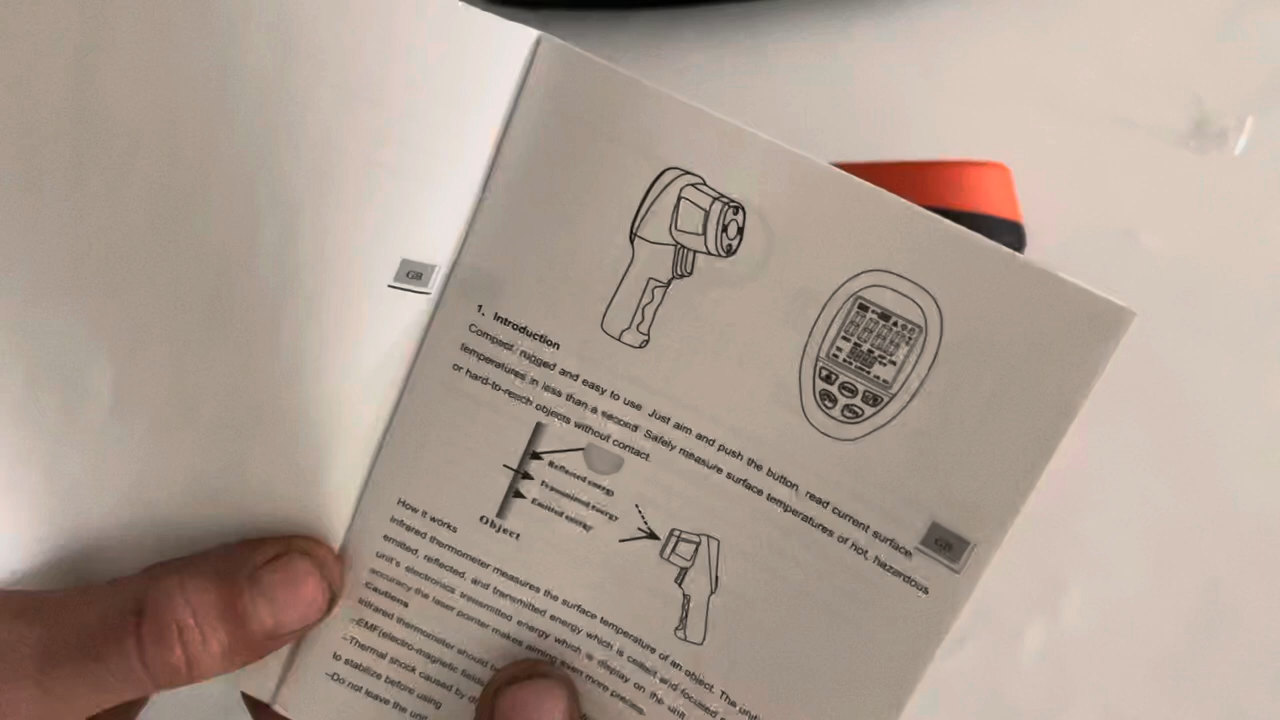 GB
1. Introduction
Compact, rugged and easy to use. Just aim and push the button, read current surface
temperatures in less than a second. Safely measure surface temperatures of hot, hazerdous
or hard-to-reach objects without contact.
Reflected energy
Transmitted energy
Emitted energy
Object
GB
How it works
Infrared thermometer measures the surface temperature of an object. The unit
emitted, reflected, and transmitted energy which is collect and focused
unit's electronics tresmitted energy which is display on the unit
accuracy the laser pointer makes aiming even more precise.
Cautions
Infrared thermometer should be
-EMF(electro-magnetic fields
-Thermal shock caused by
to stabilize before using
-Do not leave the unit